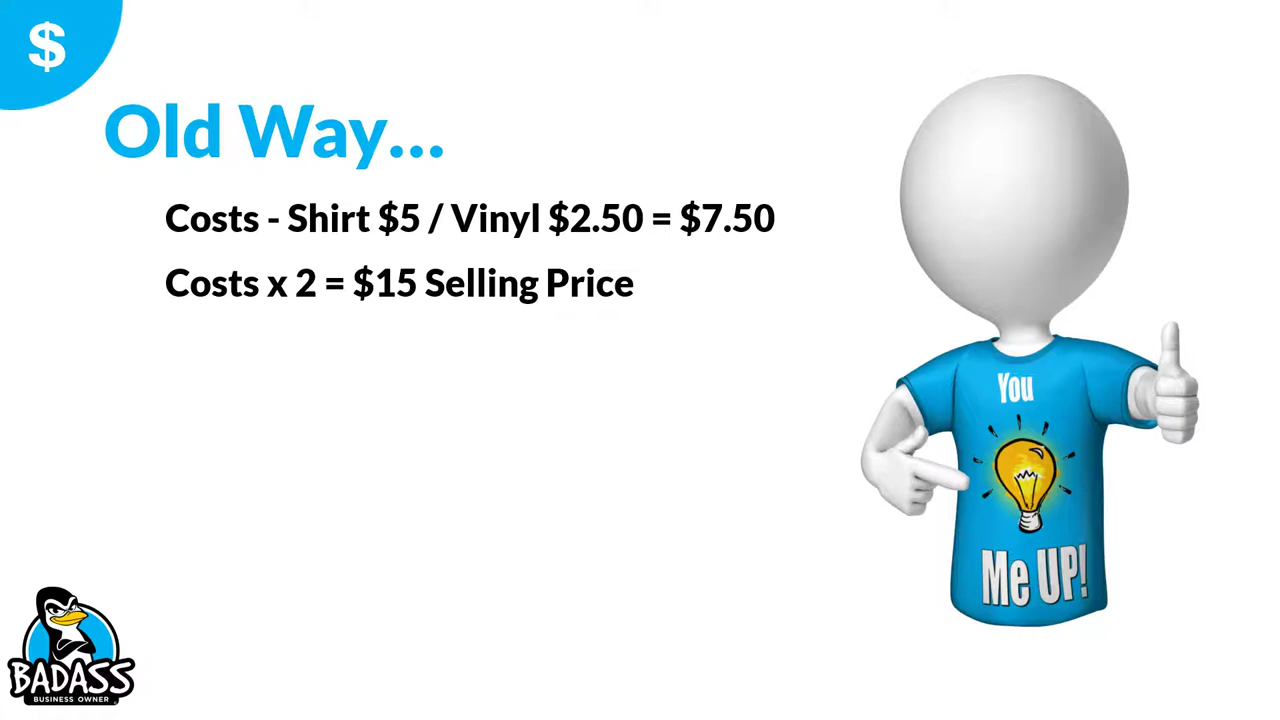 $
Old Way...
Costs - Shirt $5 / Vinyl $2.50 = $7.50
Costs x 2 = $15 Selling Price
You
Me UP!
BADASS
BUSINESS OWNER